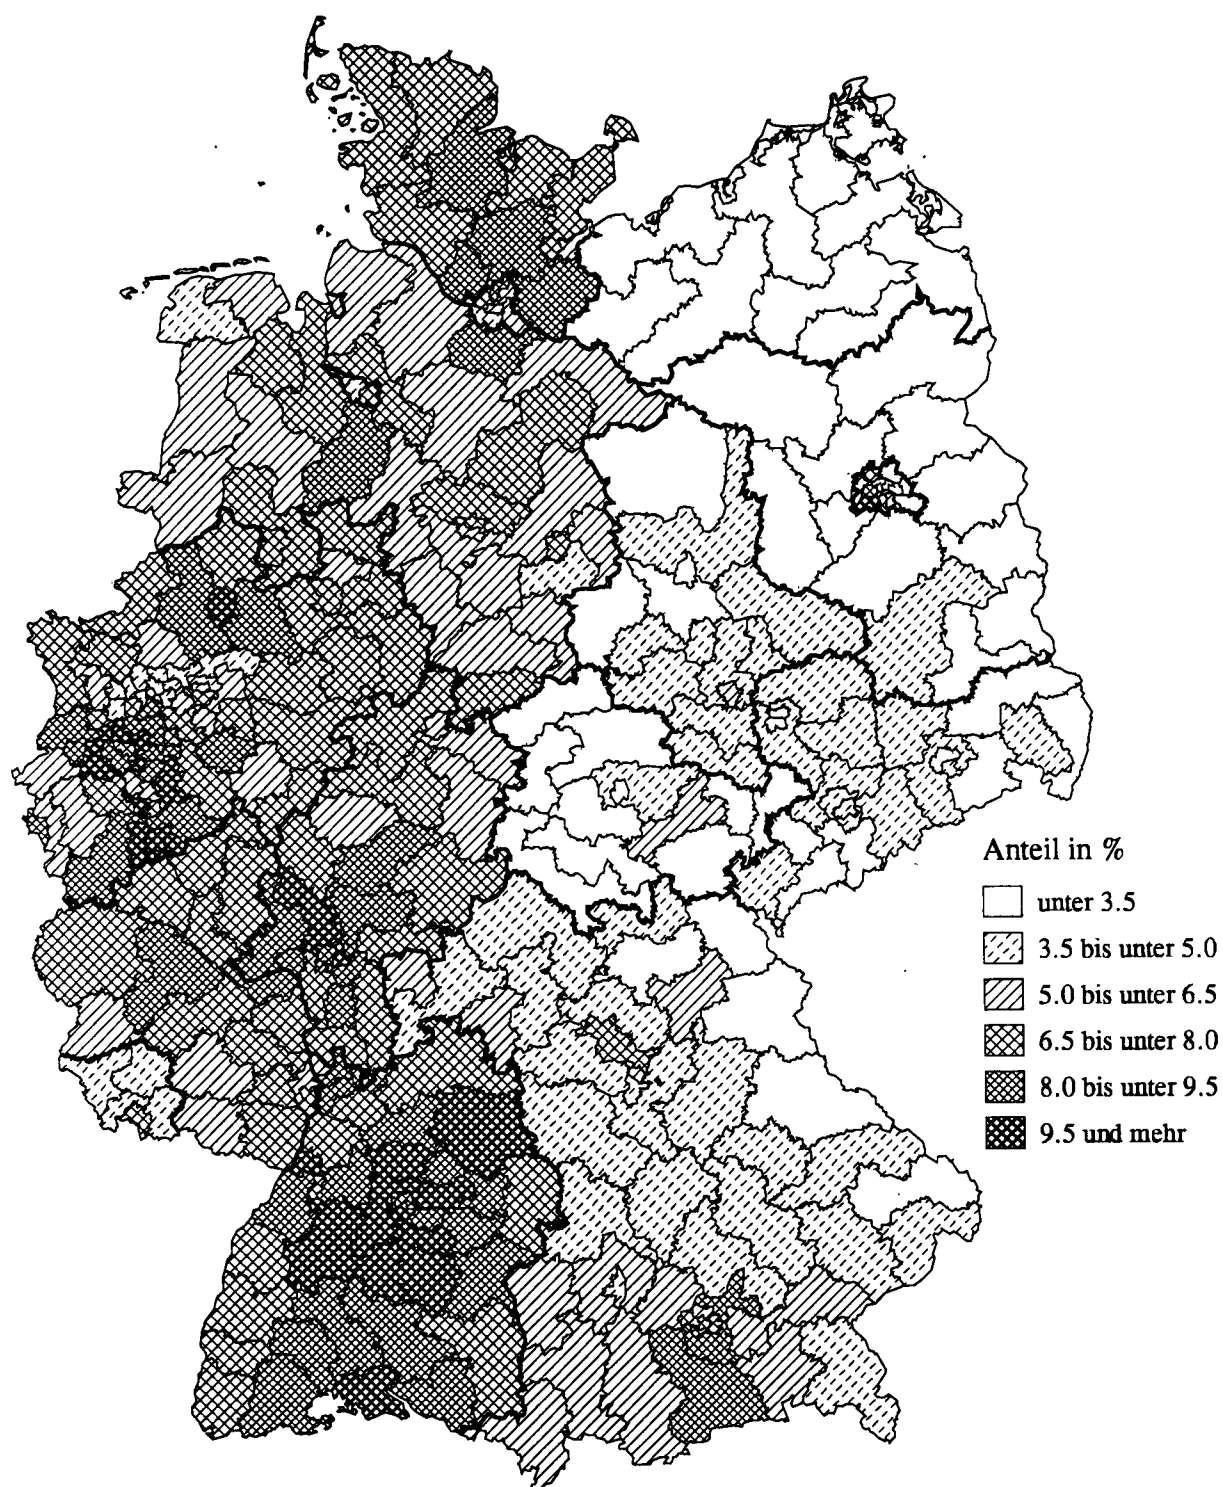 Anteil in %
unter 3.5
3.5 bis unter 5.0
5.0 bis unter 6.5
6.5 bis unter 8.0
8.0 bis unter 9.5
9.5 und mehr